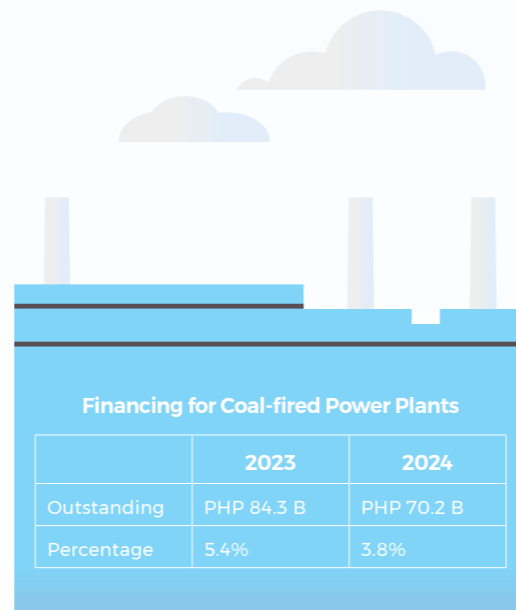 Financing for Coal-fired Power Plants
2023 2024
Outstanding PHP 84.3 B PHP 70.2 B
Percentage 5.4% 3.8%